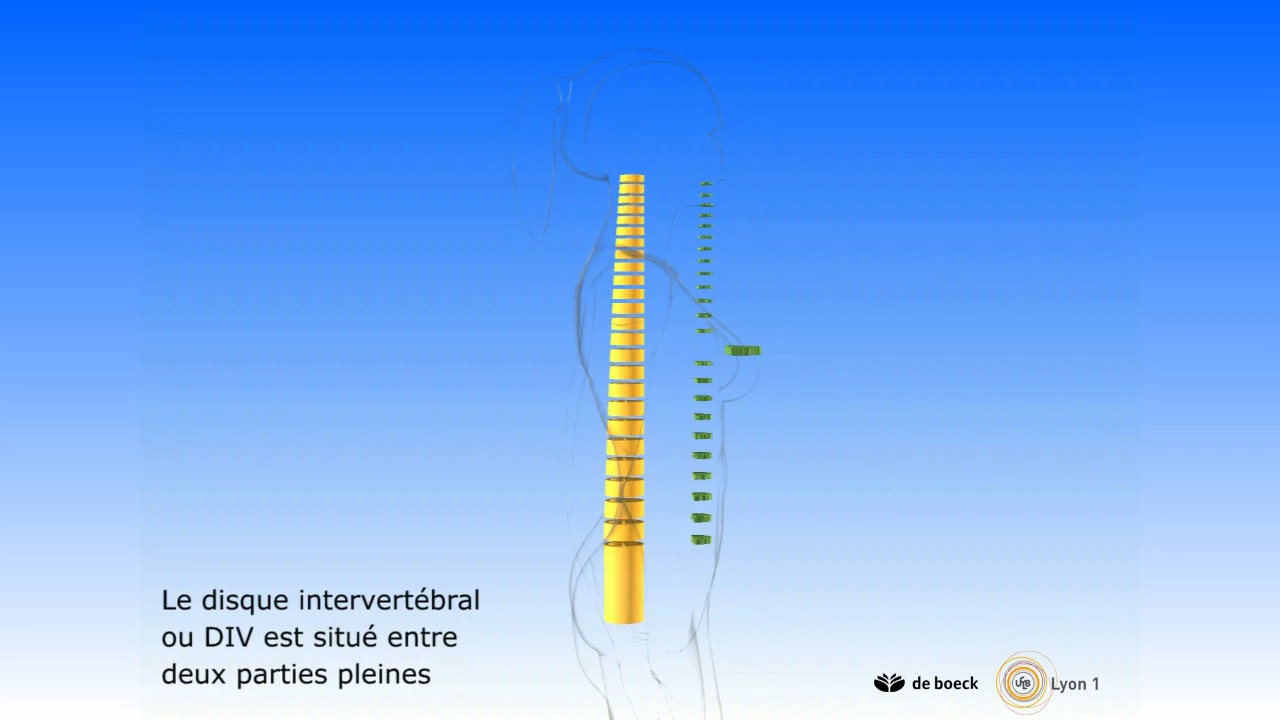 Le disque intervertébral
ou DIV est situé entre
deux parties pleines
de boeck
Lyon 1